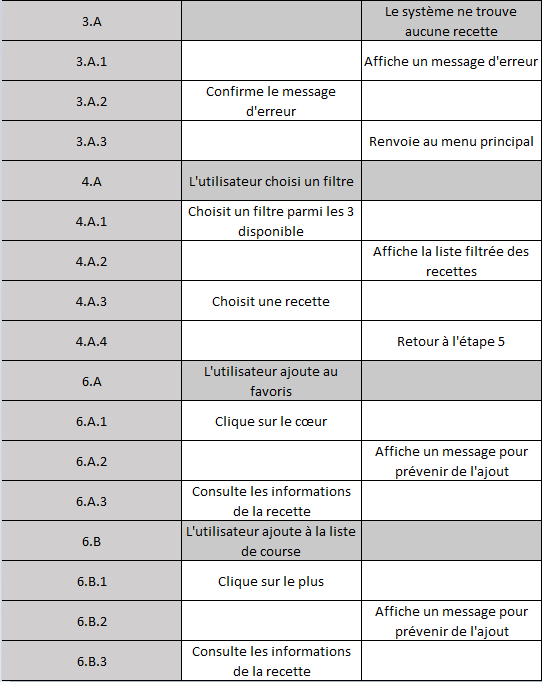 3.A
Le système ne trouve
aucune recette
3.A.1
Affiche un message d'erreur
3.A.2
Confirme le message
d'erreur
3.A.3
Renvoie au menu principal
4.A
L'utilisateur choisi un filtre
4.A.1
Choisit un filtre parmi les 3
disponible
4.A.2
Affiche la liste filtrée des
recettes
4.A.3
Choisit une recette
4.A.4
Retour à l'étape 5
6.A
L'utilisateur ajoute au
favoris
6.A.1
Clique sur le cœur
6.A.2
Affiche un message pour
prévenir de l'ajout
6.A.3
Consulte les informations
de la recette
6.B
L'utilisateur ajoute à la liste
de course
6.B.1
Clique sur le plus
6.B.2
Affiche un message pour
prévenir de l'ajout
6.B.3
Consulte les informations
de la recette